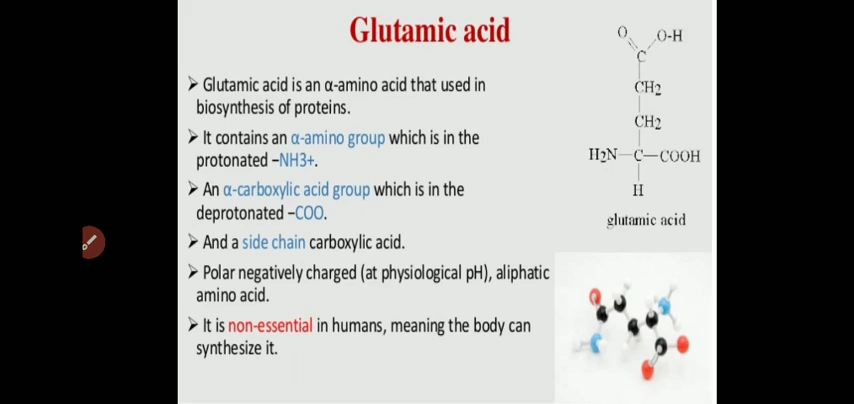 Glutamic acid
➢ Glutamic acid is an α-amino acid that used in
biosynthesis of proteins.
➢ It contains an α-amino group which is in the
protonated –NH3+.
➢ An α-carboxylic acid group which is in the
deprotonated –COO.
➢ And a side chain carboxylic acid.
➢ Polar negatively charged (at physiological pH), aliphatic
amino acid.
➢ It is non-essential in humans, meaning the body can
synthesize it.
O O-H
C
CH2
CH2
H2N—C—COOH
H
glutamic acid